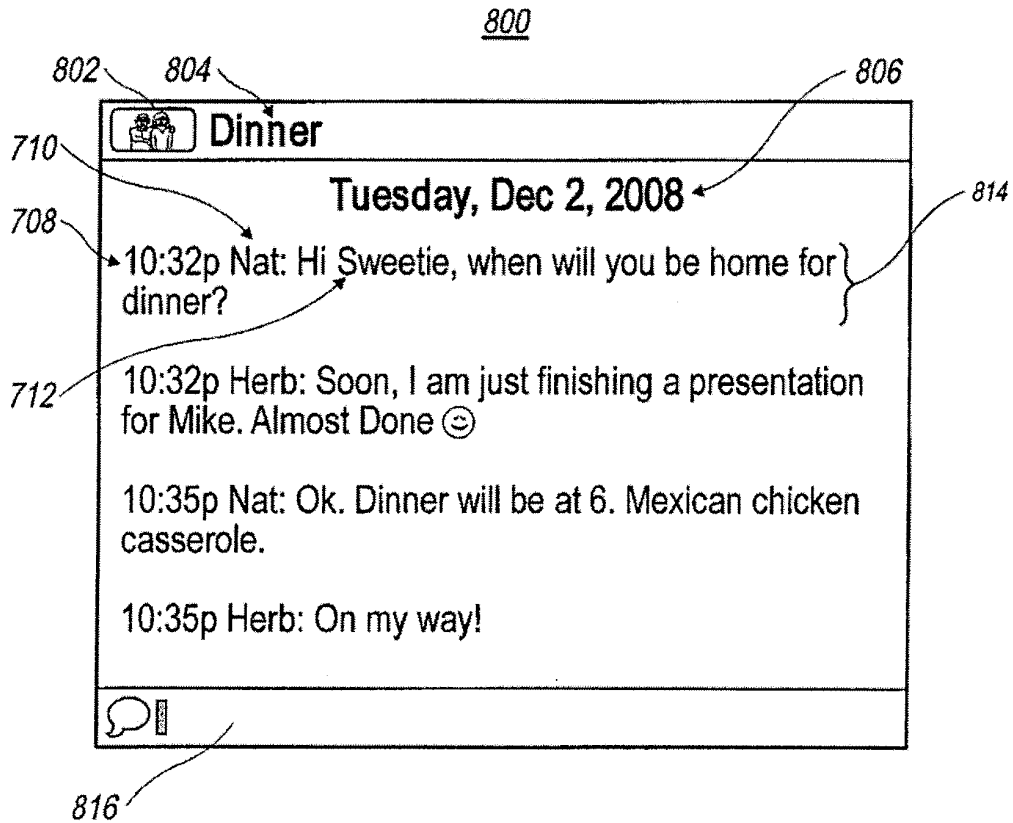 800
802 804 806
Dinner
710
Tuesday, Dec 2, 2008
814
708
10:32p Nat: Hi Sweetie, when will you be home for
dinner?
712
10:32p Herb: Soon, I am just finishing a presentation
for Mike. Almost Done ☺
10:35p Nat: Ok. Dinner will be at 6. Mexican chicken
casserole.
10:35p Herb: On my way!
816